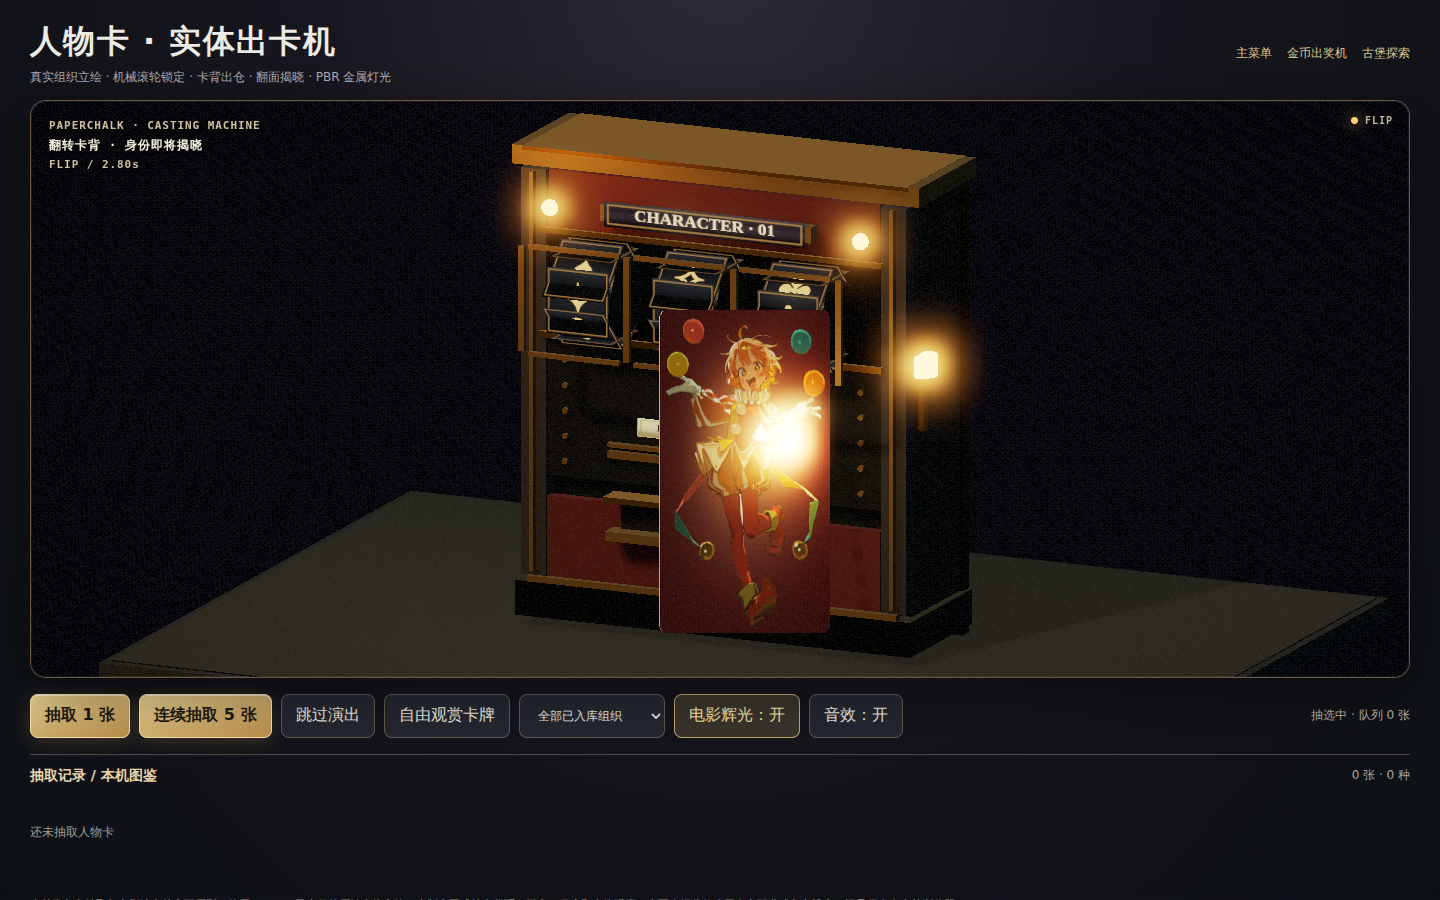 人物卡 · 实体出卡机
真实组织立绘 · 机械滚轮锁定 · 卡背出仓 · 翻面揭晓 · PBR 金属灯光
主菜单 金币出奖机 古堡探索
PAPERCHALK · CASTING MACHINE
翻转卡背 · 身份即将揭晓
FLIP / 2.80s
FLIP
CHARACTER · 01
抽取 1 张 连续抽取 5 张 跳过演出 自由观赏卡牌 全部已入库组织 电影辉光：开 音效：开 抽选中 · 队列 0 张
抽取记录 / 本机图鉴 0 张 · 0 种
还未抽取人物卡